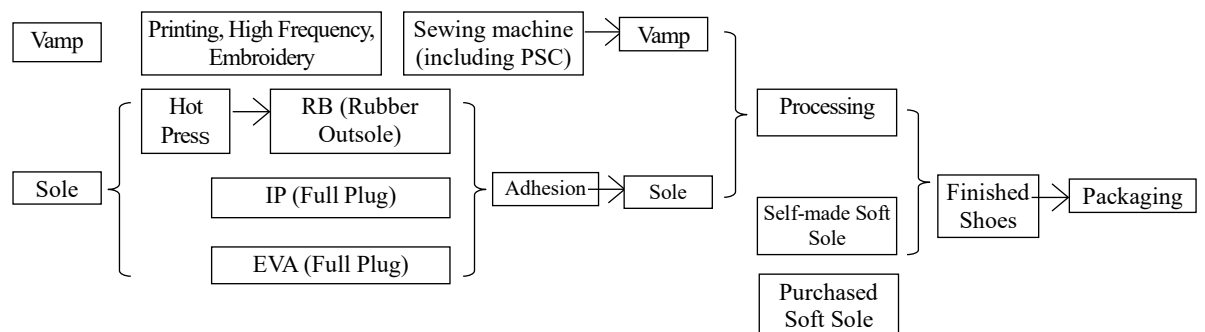 Vamp
Printing, High Frequency,
Embroidery
Sewing machine
(including PSC)
Vamp
Hot
Press
RB (Rubber
Outsole)
Processing
Sole
IP (Full Plug)
Adhesion
Sole
Finished
Shoes
Packaging
Self-made Soft
Sole
EVA (Full Plug)
Purchased
Soft Sole